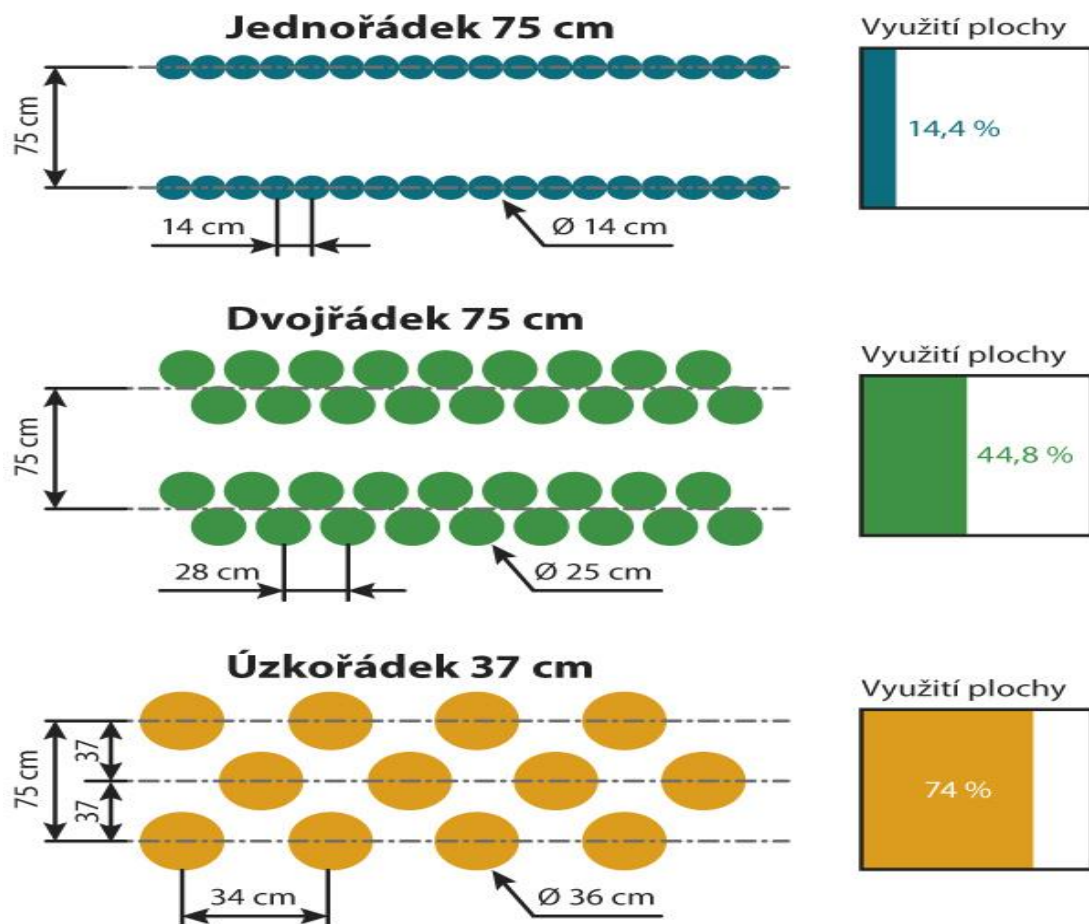 Jednořádek 75 cm
Využití plochy
75 cm
14,4 %
14 cm
Ø 14 cm
Dvojřádek 75 cm
Využití plochy
75 cm
44,8 %
28 cm
Ø 25 cm
Úzkořádek 37 cm
Využití plochy
75 cm
37
37
74 %
34 cm
Ø 36 cm